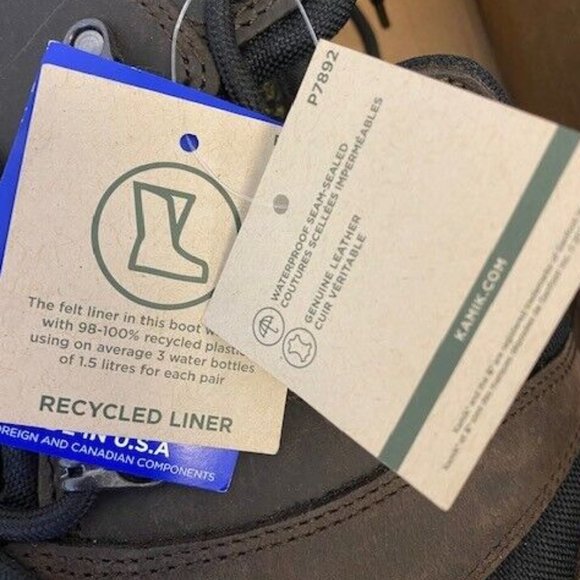 The felt liner in this boot
with 98-100% recycled plastic
using on average 3 water bottles
of 1.5 litres for each pair
RECYCLED LINER
IN U.S.A
FOREIGN AND CANADIAN COMPONENTS
P7892
WATERPROOF SEAM-SEALED
COUTURES SCELLÉES IMPERMÉABLES
GENUINE LEATHER
CUIR VÉRITABLE
KAMIK.COM